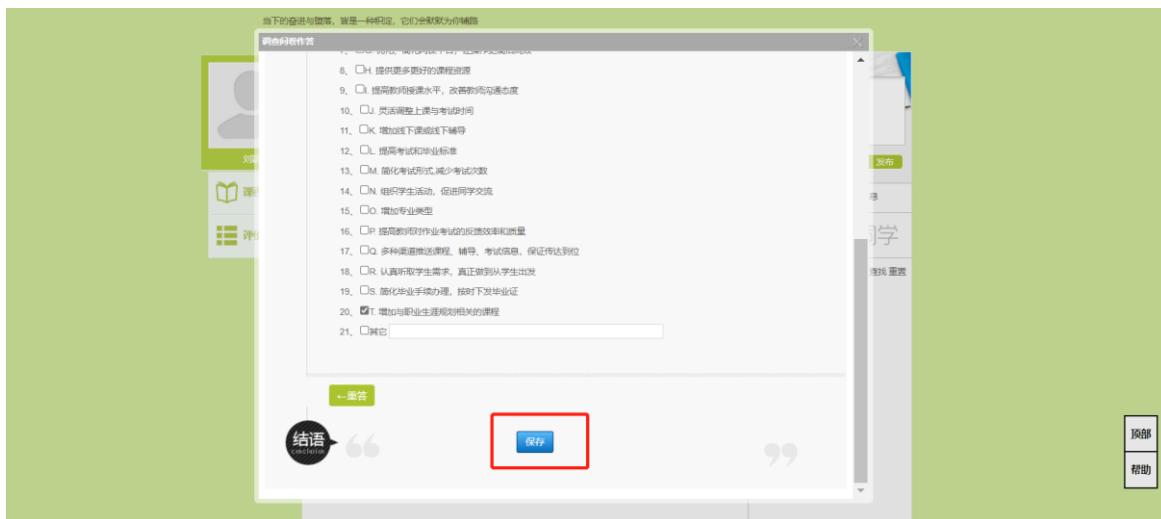 当下的奋进与堕落，皆是一种积淀，它们会默默为你铺路
调查问卷作答
8、H. 提供更多更好的课程资源
9、I. 提高教师授课水平，改善教师沟通态度
10、J. 灵活调整上课与考试时间
11、K. 增加线下课或线下辅导
12、L. 提高考试和毕业标准
13、M. 简化考试形式,减少考试次数
14、N. 组织学生活动，促进同学交流
15、O. 增加专业类型
16、P. 提高教师对作业考试的反馈效率和质量
17、Q. 多种渠道推送课程、辅导、考试信息，保证传达到位
18、R. 认真听取学生需求，真正做到从学生出发
19、S. 简化毕业手续办理，按时下发毕业证
20、T. 增加与职业生涯规划相关的课程
21、其它
←重答
结语
conclusion
保存
刘
课
评
发布
息
同学
查找 重置
顶部
帮助